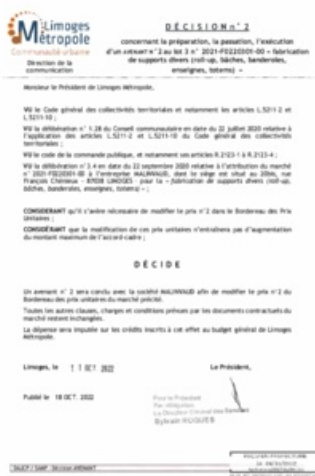 Limoges
Métropole
Communauté urbaine
Direction de la
communication
D É C I S I O N n° 2
concernant la préparation, la passation, l'exécution
d'un AVENANT n°2 au lot 3 n° 2021-F0220301-00 « fabrication
de supports divers (roll-up, bâches, banderoles,
enseignes, totems) »
Monsieur le Président de Limoges Métropole,
VU le Code général des collectivités territoriales et notamment les articles L.5211-2 et
L.5211-10 ;
VU la délibération n° 1.28 du Conseil communautaire en date du 22 juillet 2020 relative à
l'application des articles L.5211-2 et L.5211-10 du Code général des collectivités
territoriales ;
VU le code de la commande publique, et notamment ses articles R.2123-1 à R.2123-4 ;
VU la délibération n°3.4 en date du 22 septembre 2020 relative à l'attribution du marché
n° 2021-F0220301-00 à l'entreprise MALINVAUD, dont le siège est situé au 20bis, rue
François Chénieux - 87038 LIMOGES - pour la « fabrication de supports divers (roll-up,
bâches, banderoles, enseignes, totems) » ;
CONSIDERANT qu'il s'avère nécessaire de modifier le prix n°2 dans le Bordereau des Prix
Unitaires ;
CONSIDÉRANT que la modification de ces prix unitaires n'entraînera pas d'augmentation
du montant maximum de l'accord-cadre ;
D É C I D E
Un avenant n° 2 sera conclu avec la société MALINVAUD afin de modifier le prix n°2 du
Bordereau des prix unitaires du marché précité.
Toutes les autres clauses, charges et conditions prévues par les documents contractuels du
marché restent inchangées.
La dépense sera imputée sur les crédits inscrits à cet effet au budget général de Limoges
Métropole.
Limoges, le 11 OCT. 2022
Le Président,
Publié le 18 OCT. 2022
Pour le Président
Par délégation
Le Directeur Général des Services
Sylvain ROQUES